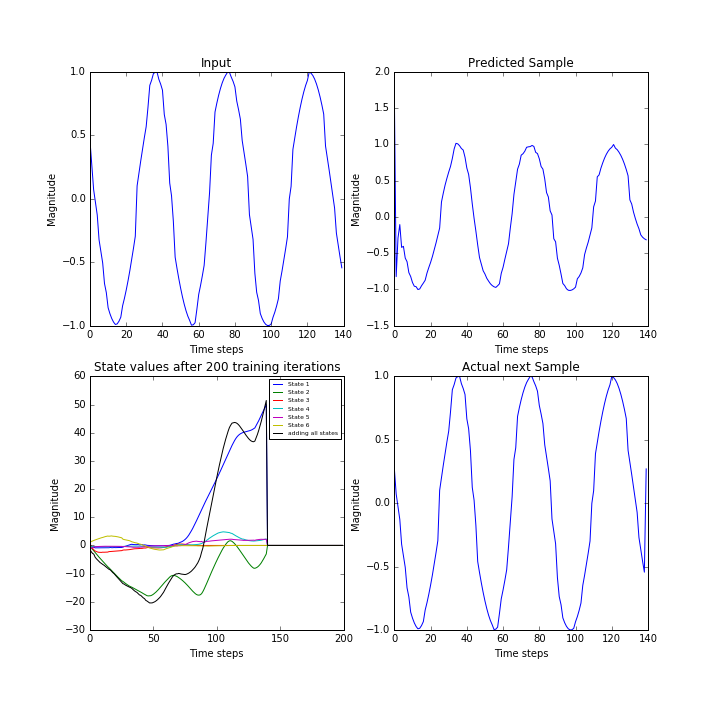 Input
1.0
0.5
0.0
−0.5
−1.0
Magnitude
0 20 40 60 80 100 120 140
Time steps
Predicted Sample
2.0
1.5
1.0
0.5
0.0
−0.5
−1.0
−1.5
Magnitude
0 20 40 60 80 100 120 140
Time steps
State values after 200 training iterations
60
50
40
30
20
10
0
−10
−20
−30
Magnitude
State 1
State 2
State 3
State 4
State 5
State 6
adding all states
0 50 100 150 200
Time steps
Actual next Sample
1.0
0.5
0.0
−0.5
−1.0
Magnitude
0 20 40 60 80 100 120 140
Time steps